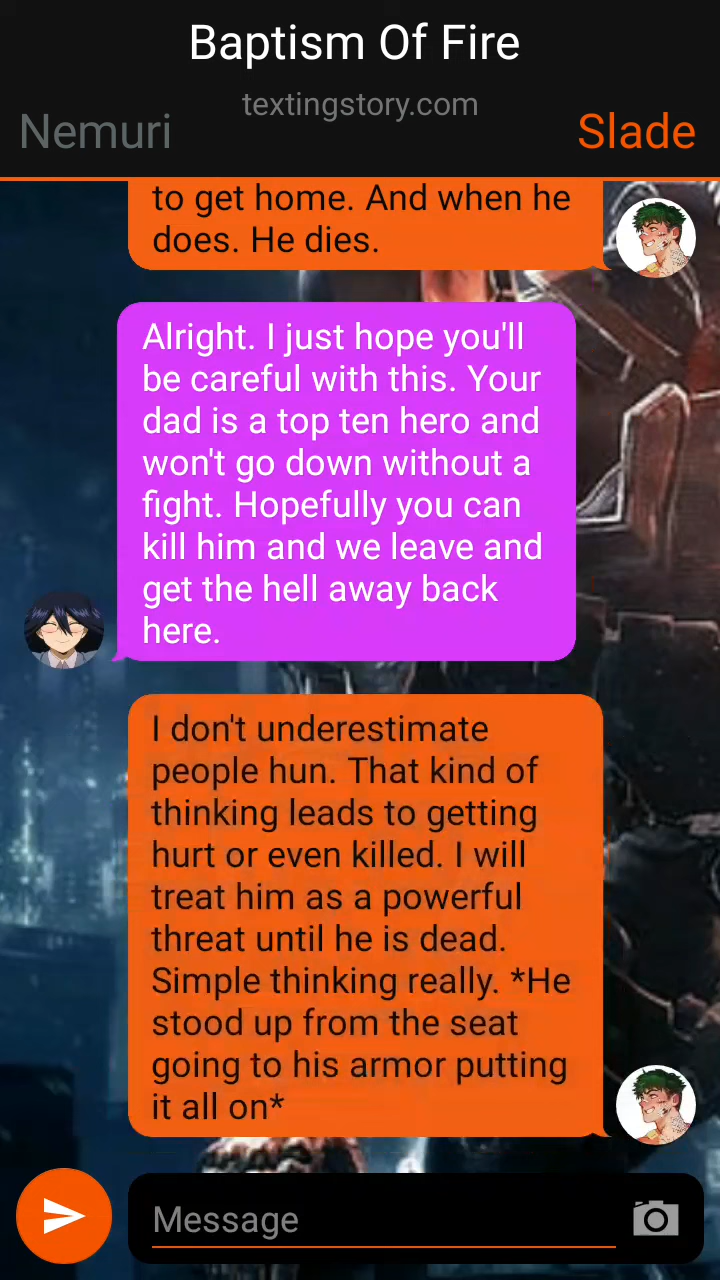 Baptism Of Fire
textingstory.com
Nemuri
Slade
to get home. And when he
does. He dies.
Alright. I just hope you'll
be careful with this. Your
dad is a top ten hero and
won't go down without a
fight. Hopefully you can
kill him and we leave and
get the hell away back
here.
I don't underestimate
people hun. That kind of
thinking leads to getting
hurt or even killed. I will
treat him as a powerful
threat until he is dead.
Simple thinking really. *He
stood up from the seat
going to his armor putting
it all on*
Message